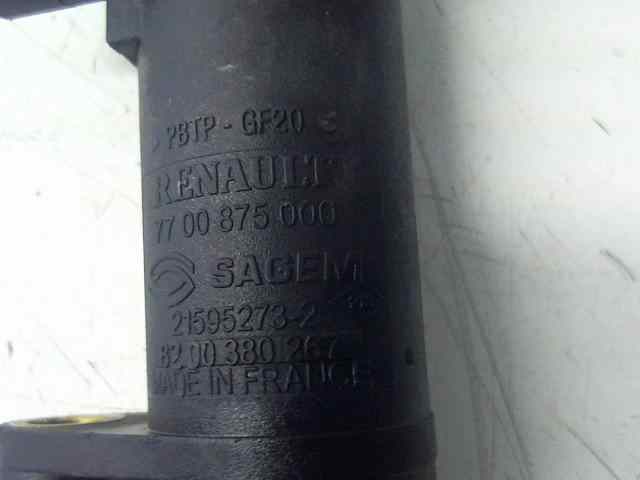 >PBTP - GF20<
RENAULT
77 00 875 000
SAGEM
21595273-2
82 00 380 267
MADE IN FRANCE